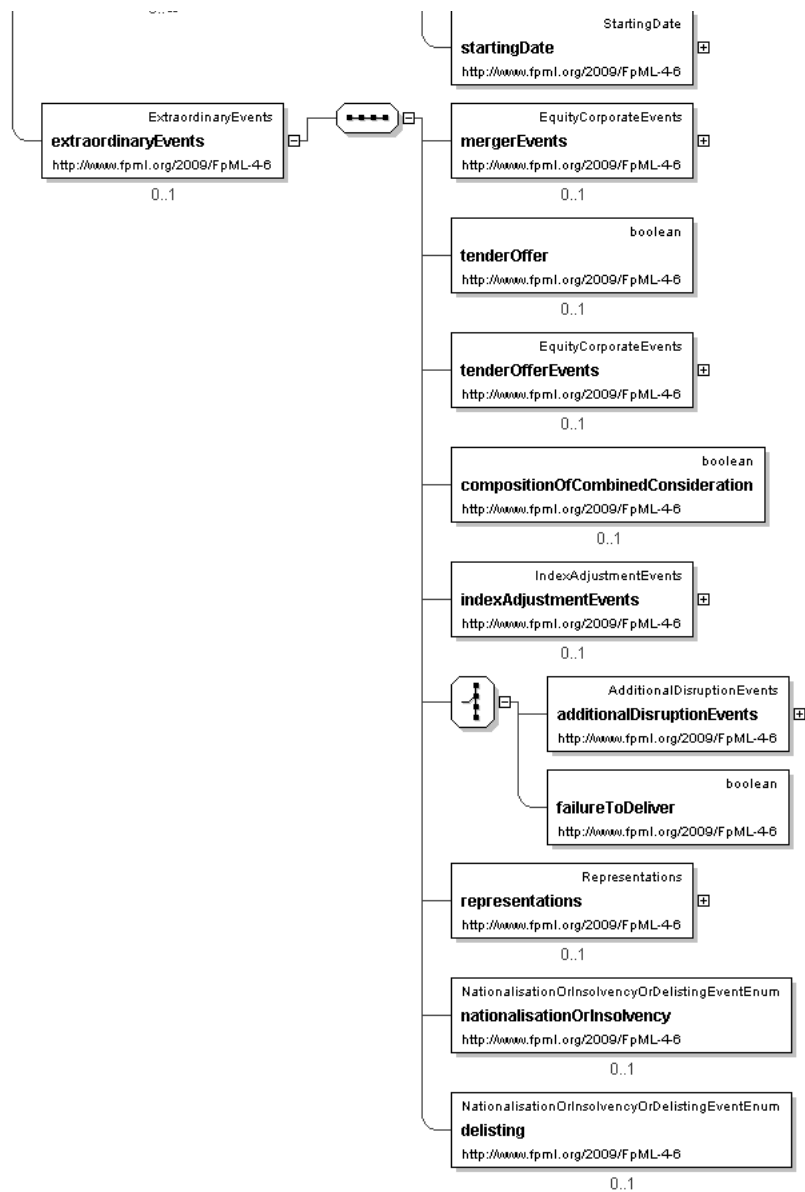 StartingDate
startingDate
http://www.fpml.org/2009/FpML-4-6
ExtraordinaryEvents
extraordinaryEvents
http://www.fpml.org/2009/FpML-4-6
0..1
EquityCorporateEvents
mergerEvents
http://www.fpml.org/2009/FpML-4-6
0..1
boolean
tenderOffer
http://www.fpml.org/2009/FpML-4-6
0..1
EquityCorporateEvents
tenderOfferEvents
http://www.fpml.org/2009/FpML-4-6
0..1
boolean
compositionOfCombinedConsideration
http://www.fpml.org/2009/FpML-4-6
0..1
IndexAdjustmentEvents
indexAdjustmentEvents
http://www.fpml.org/2009/FpML-4-6
0..1
AdditionalDisruptionEvents
additionalDisruptionEvents
http://www.fpml.org/2009/FpML-4-6
boolean
failureToDeliver
http://www.fpml.org/2009/FpML-4-6
Representations
representations
http://www.fpml.org/2009/FpML-4-6
0..1
NationalisationOrInsolvencyOrDelistingEventEnum
nationalisationOrInsolvency
http://www.fpml.org/2009/FpML-4-6
0..1
NationalisationOrInsolvencyOrDelistingEventEnum
delisting
http://www.fpml.org/2009/FpML-4-6
0..1